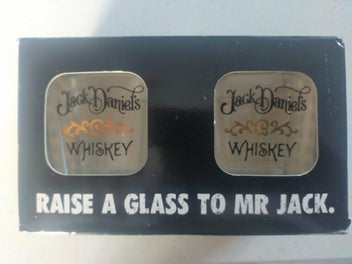 Jack Daniel's
WHISKEY
Jack Daniel's
WHISKEY
RAISE A GLASS TO MR JACK.